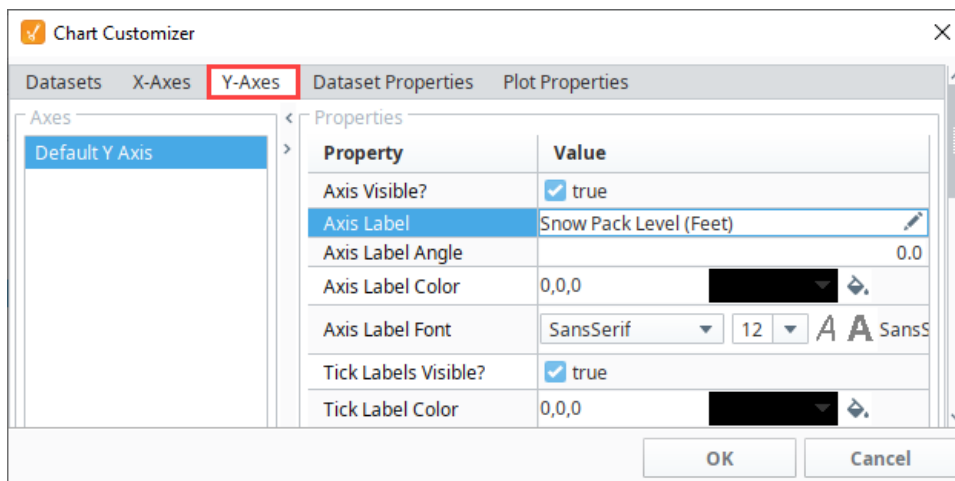 Chart Customizer
Datasets X-Axes Y-Axes Dataset Properties Plot Properties
Axes
Default Y Axis
Properties
Property Value
Axis Visible? true
Axis Label Snow Pack Level (Feet)
Axis Label Angle 0.0
Axis Label Color 0,0,0
Axis Label Font SansSerif 12 A A SansS
Tick Labels Visible? true
Tick Label Color 0,0,0
OK Cancel